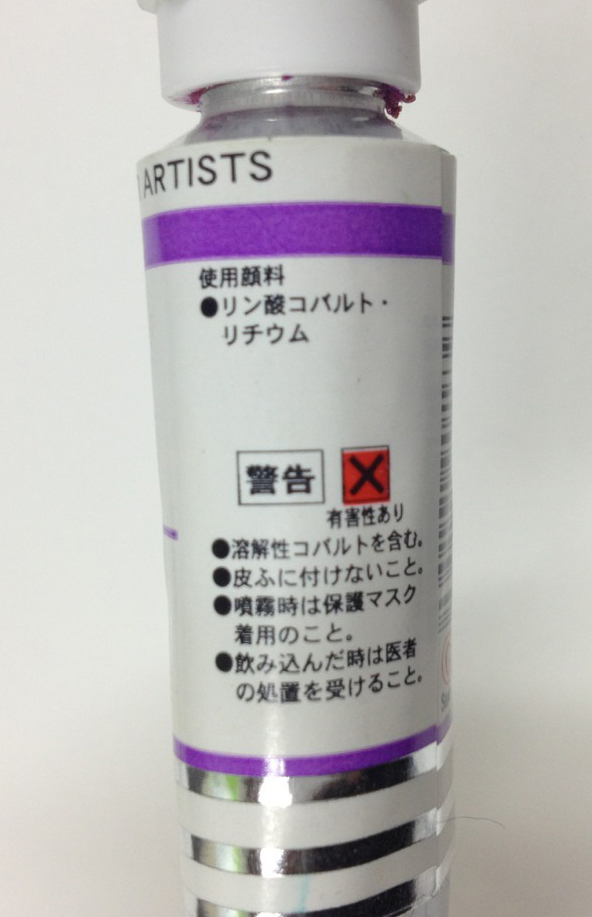 ARTISTS
使用顔料
●リン酸コバルト・
リチウム
警告
有害性あり
●溶解性コバルトを含む。
●皮ふに付けないこと。
●噴霧時は保護マスク
着用のこと。
●飲み込んだ時は医者
の処置を受けること。